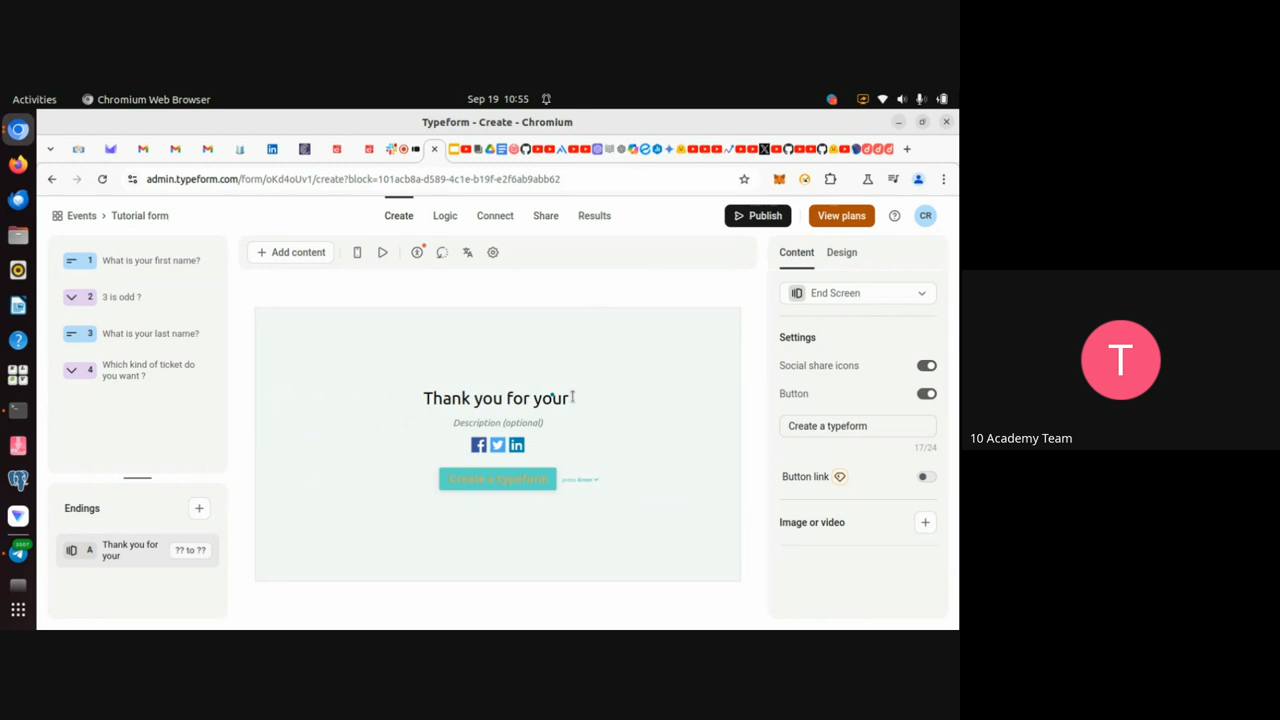 Activities Chromium Web Browser Sep 19 10:55
Typeform - Create - Chromium
admin.typeform.com/form/oKd4oUv1/create?block=101acb8a-d589-4c1e-b19f-e2f6ab9abb62
Events > Tutorial form Create Logic Connect Share Results Publish View plans CR
1 What is your first name?
2 3 is odd ?
3 What is your last name?
4 Which kind of ticket do
you want ?
Endings
A Thank you for
your
?? to ??
+ Add content
Thank you for your
Description (optional)
Create a typeform press Enter ↵
Content Design
End Screen
Settings
Social share icons
Button
Create a typeform
17/24
Button link
Image or video
T
10 Academy Team